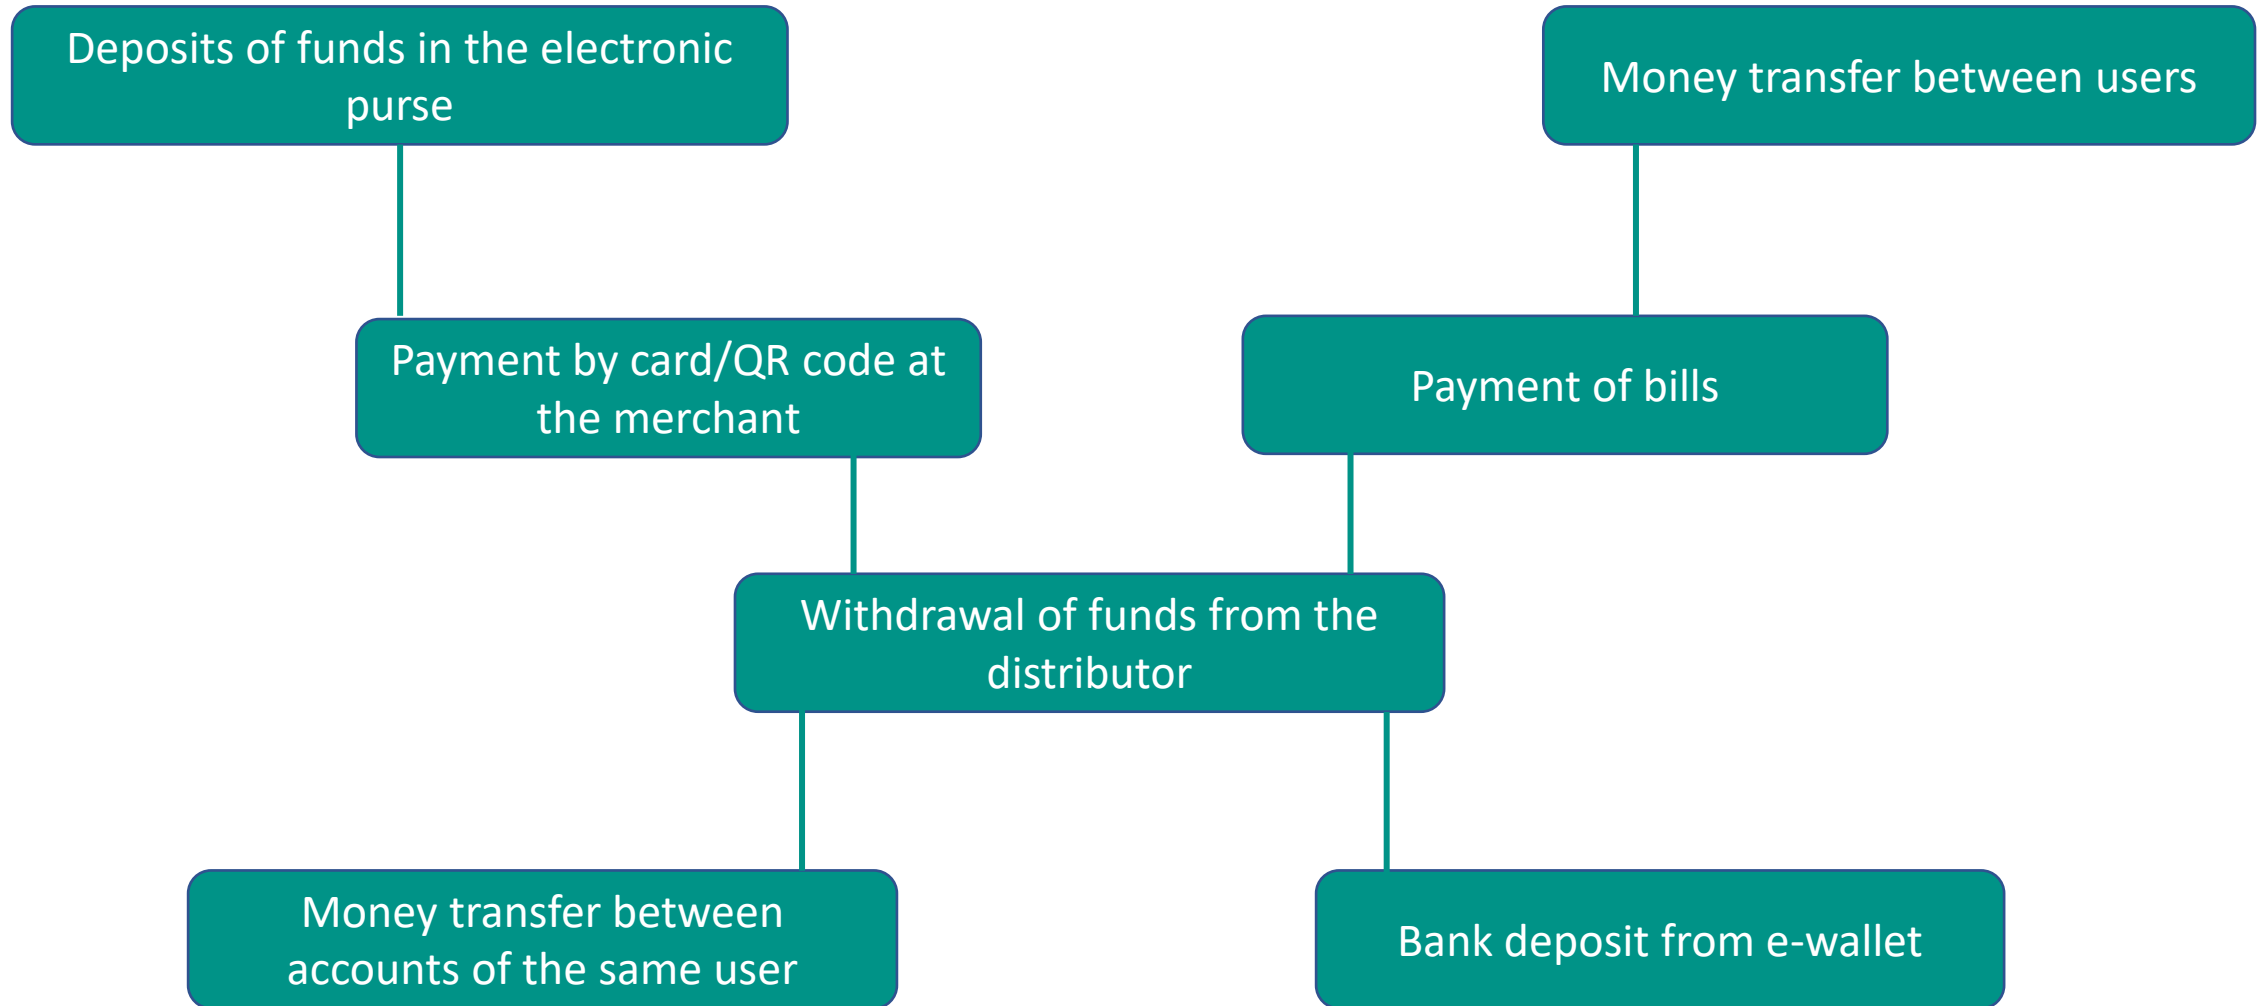 Deposits of funds in the electronic
purse
Money transfer between users
Payment by card/QR code at
the merchant
Payment of bills
Withdrawal of funds from the
distributor
Money transfer between
accounts of the same user
Bank deposit from e-wallet